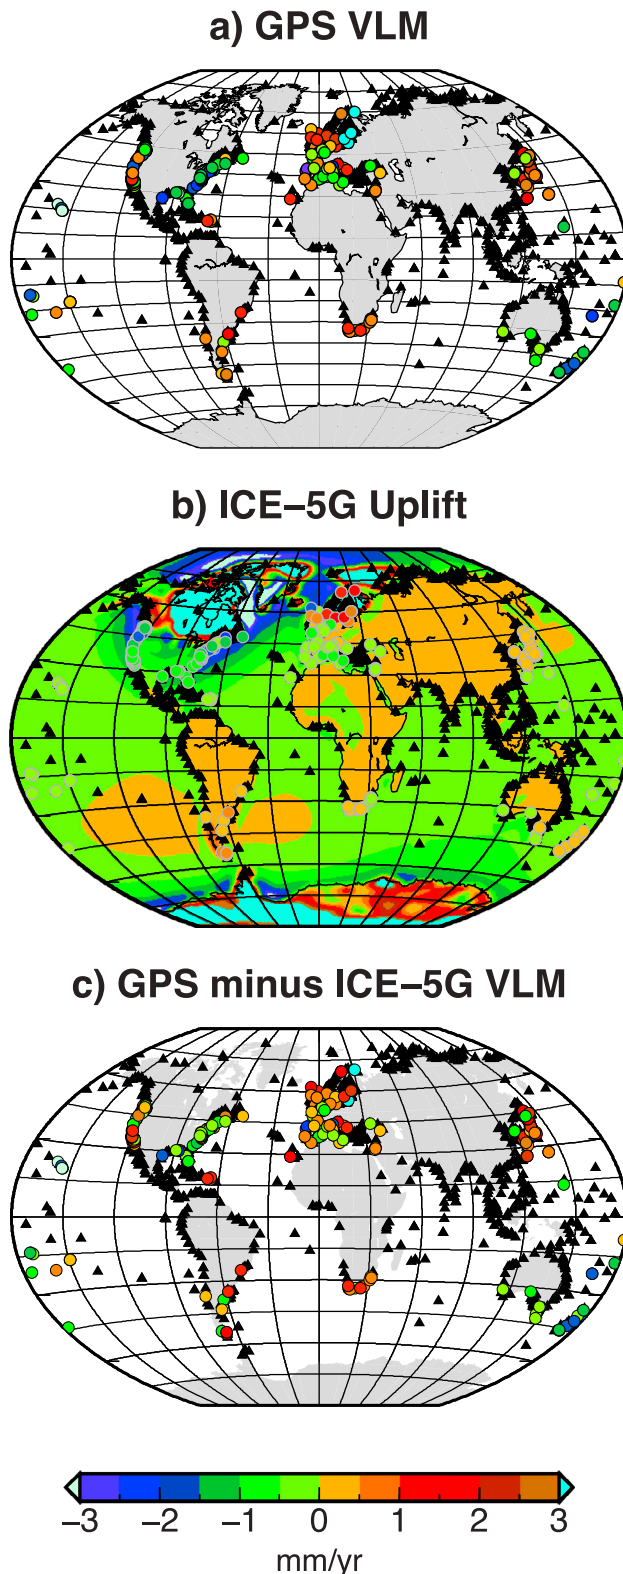 a) GPS VLM
b) ICE–5G Uplift
c) GPS minus ICE–5G VLM
−3 −2 −1 0 1 2 3
mm/yr